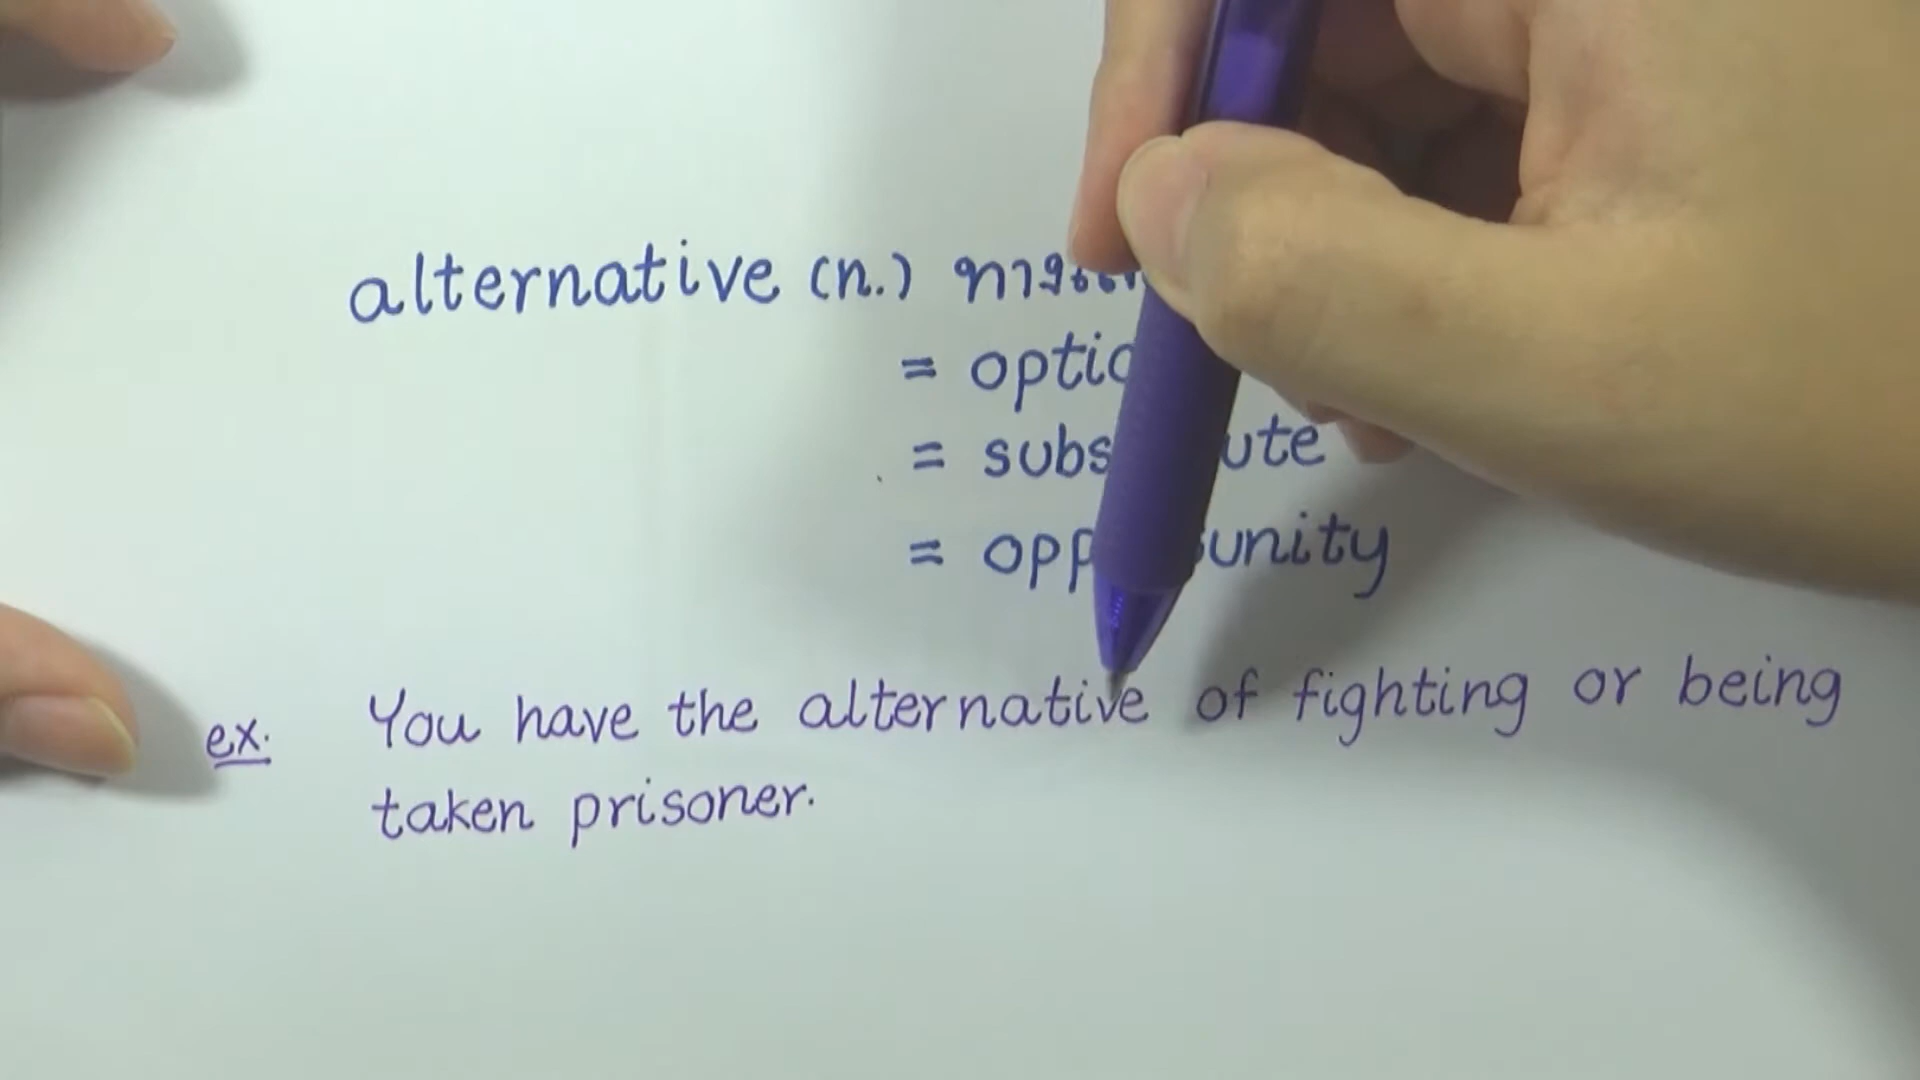 alternative (n.)
=
=
=
ex. You have the alternative of fighting or being
taken prisoner.